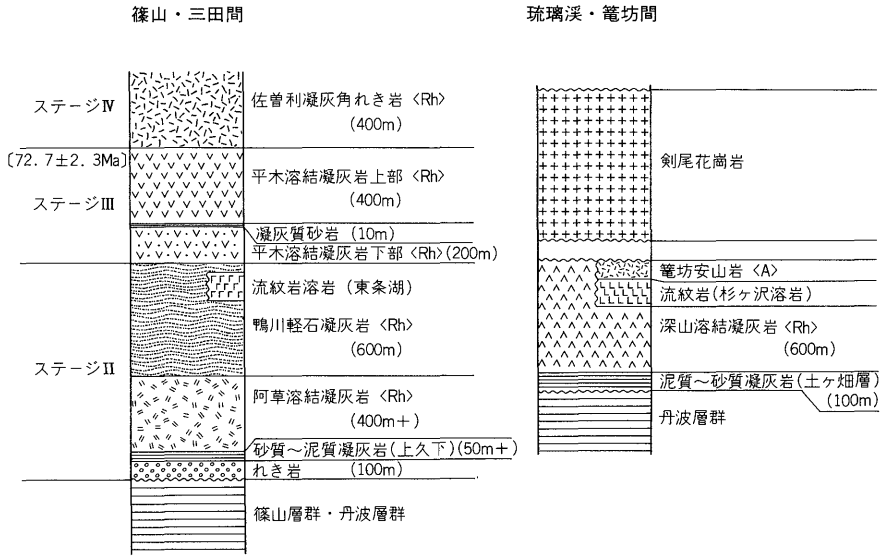 篠山・三田間
ステージⅣ
佐曽利凝灰角れき岩〈Rh〉
(400m)
〔72.7±2.3Ma〕
ステージⅢ
平木溶結凝灰岩上部〈Rh〉
(400m)
凝灰質砂岩 (10m)
平木溶結凝灰岩下部〈Rh〉(200m)
ステージⅡ
流紋岩溶岩 (東条湖)
鴨川軽石凝灰岩〈Rh〉
(600m)
阿草溶結凝灰岩〈Rh〉
(400m+)
砂質～泥質凝灰岩(上久下)(50m+)
れき岩 (100m)
篠山層群・丹波層群
琉璃渓・篭坊間
剣尾花崗岩
篭坊安山岩〈A〉
流紋岩(杉ヶ沢溶岩)
深山溶結凝灰岩〈Rh〉
(600m)
泥質～砂質凝灰岩(土ヶ畑層)
(100m)
丹波層群